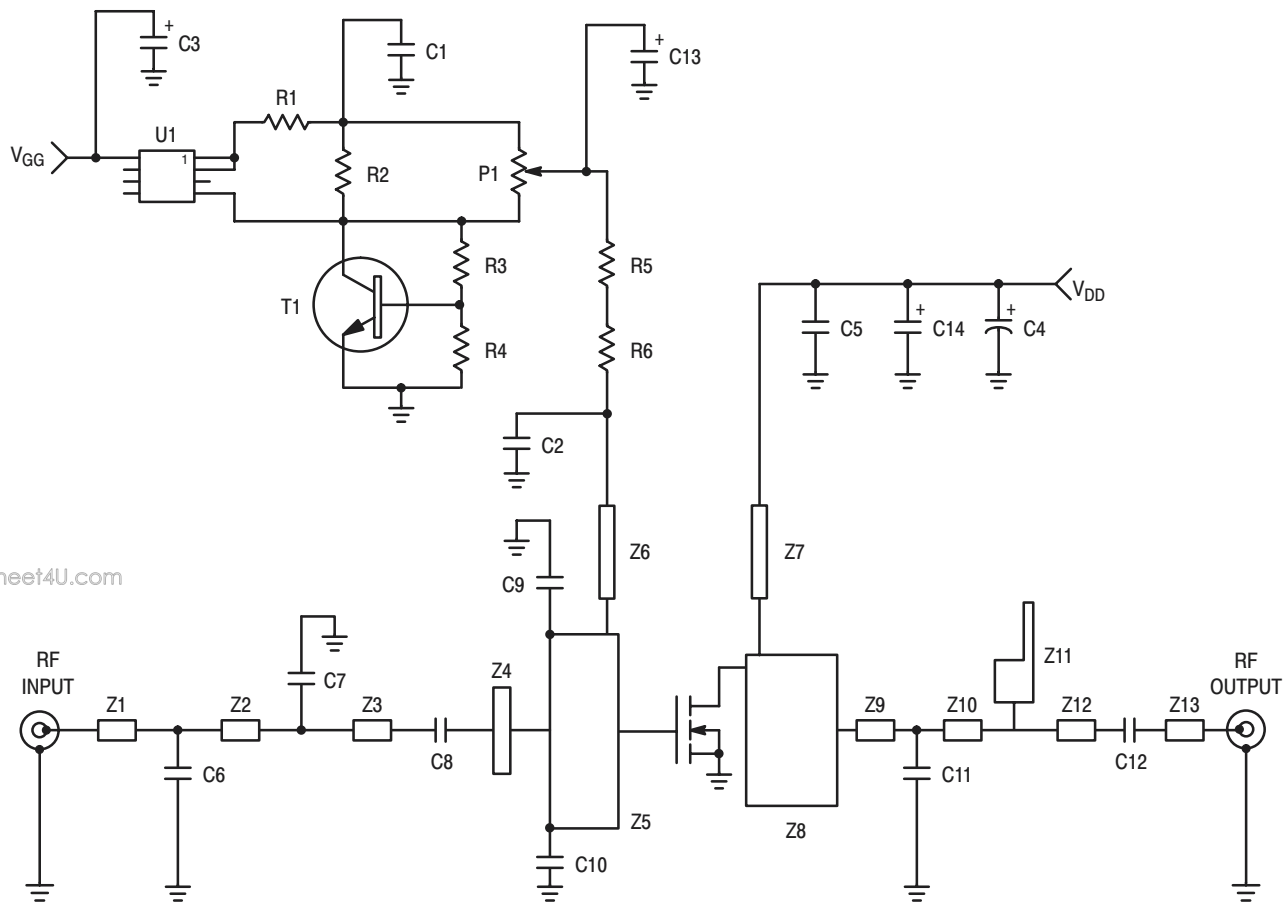 +
C3
+
C13
C1
R1
U1
1
VGG
R2
P1
R3
R5
T1
R4
R6
VDD
+
+
C5
C14
C4
C2
Z6
Z7
heet4U.com
C9
RF
INPUT
Z4
C7
Z11
RF
OUTPUT
Z1
Z2
Z3
Z9
Z10
Z12
Z13
C6
C8
C11
C12
Z5
Z8
C10